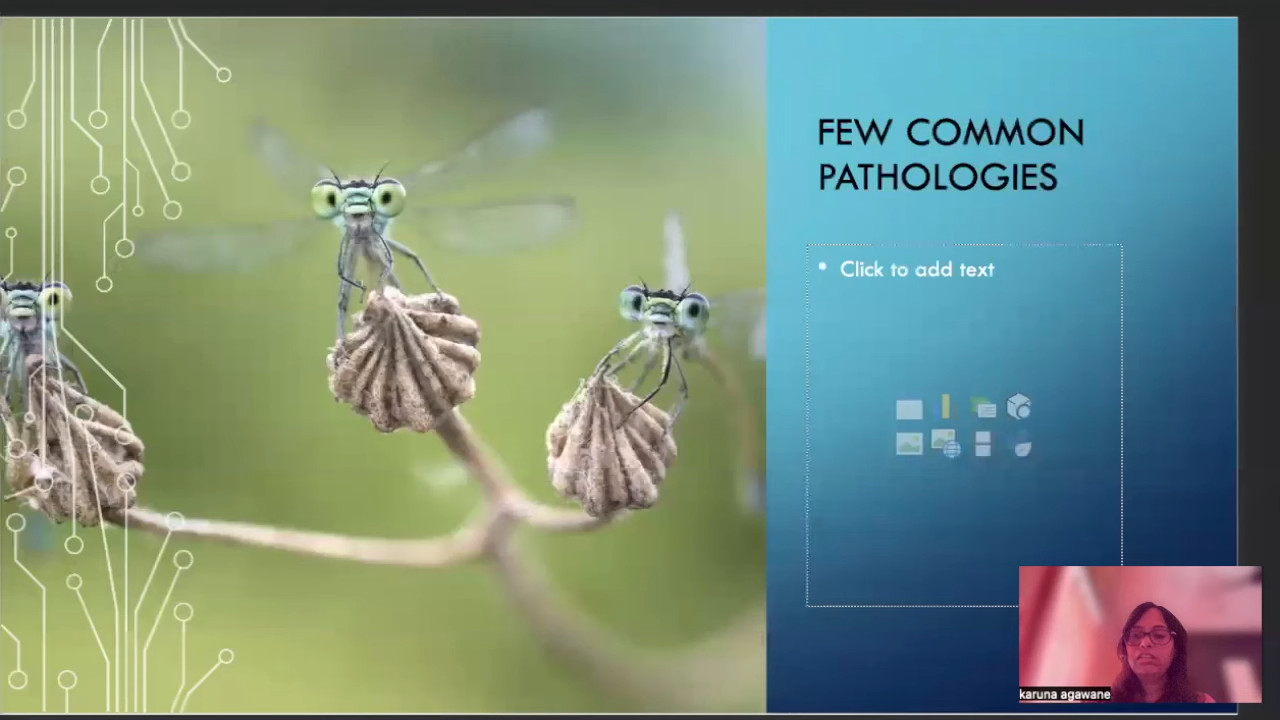 FEW COMMON
PATHOLOGIES
• Click to add text
karuna agawane